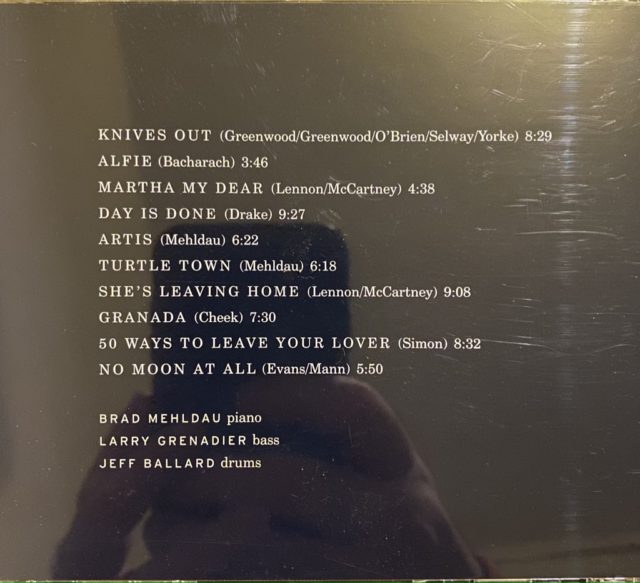 KNIVES OUT (Greenwood/Greenwood/O'Brien/Selway/Yorke) 8:29
ALFIE (Bacharach) 3:46
MARTHA MY DEAR (Lennon/McCartney) 4:38
DAY IS DONE (Drake) 9:27
ARTIS (Mehldau) 6:22
TURTLE TOWN (Mehldau) 6:18
SHE'S LEAVING HOME (Lennon/McCartney) 9:08
GRANADA (Cheek) 7:30
50 WAYS TO LEAVE YOUR LOVER (Simon) 8:32
NO MOON AT ALL (Evans/Mann) 5:50
BRAD MEHLDAU piano
LARRY GRENADIER bass
JEFF BALLARD drums